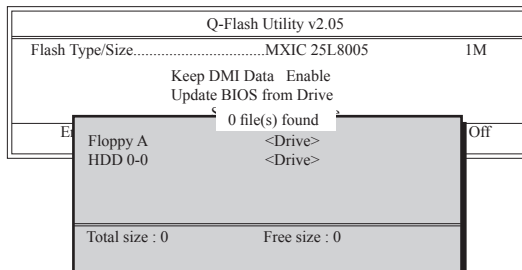 Q-Flash Utility v2.05
Flash Type/Size.................................MXIC 25L8005 1M
Keep DMI Data Enable
Update BIOS from Drive
0 file(s) found
Off
Floppy A <Drive>
HDD 0-0 <Drive>
Total size : 0 Free size : 0